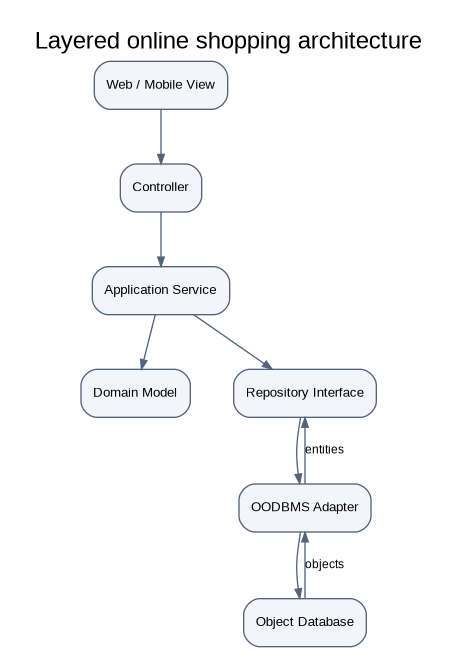 Layered online shopping architecture
Web / Mobile View
Controller
Application Service
Domain Model
Repository Interface
entities
OODBMS Adapter
objects
Object Database